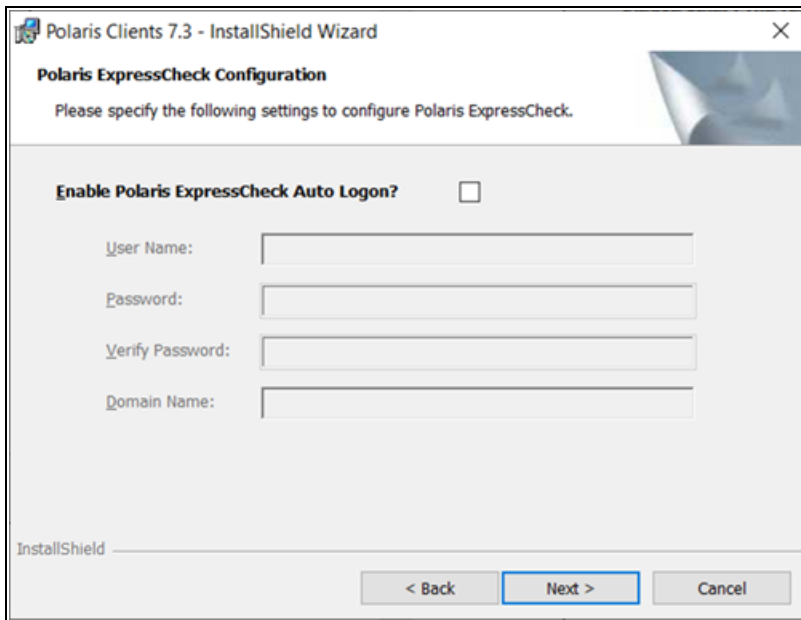 Polaris Clients 7.3 - InstallShield Wizard
Polaris ExpressCheck Configuration
Please specify the following settings to configure Polaris ExpressCheck.
Enable Polaris ExpressCheck Auto Logon?
User Name:
Password:
Verify Password:
Domain Name:
InstallShield
< Back Next > Cancel